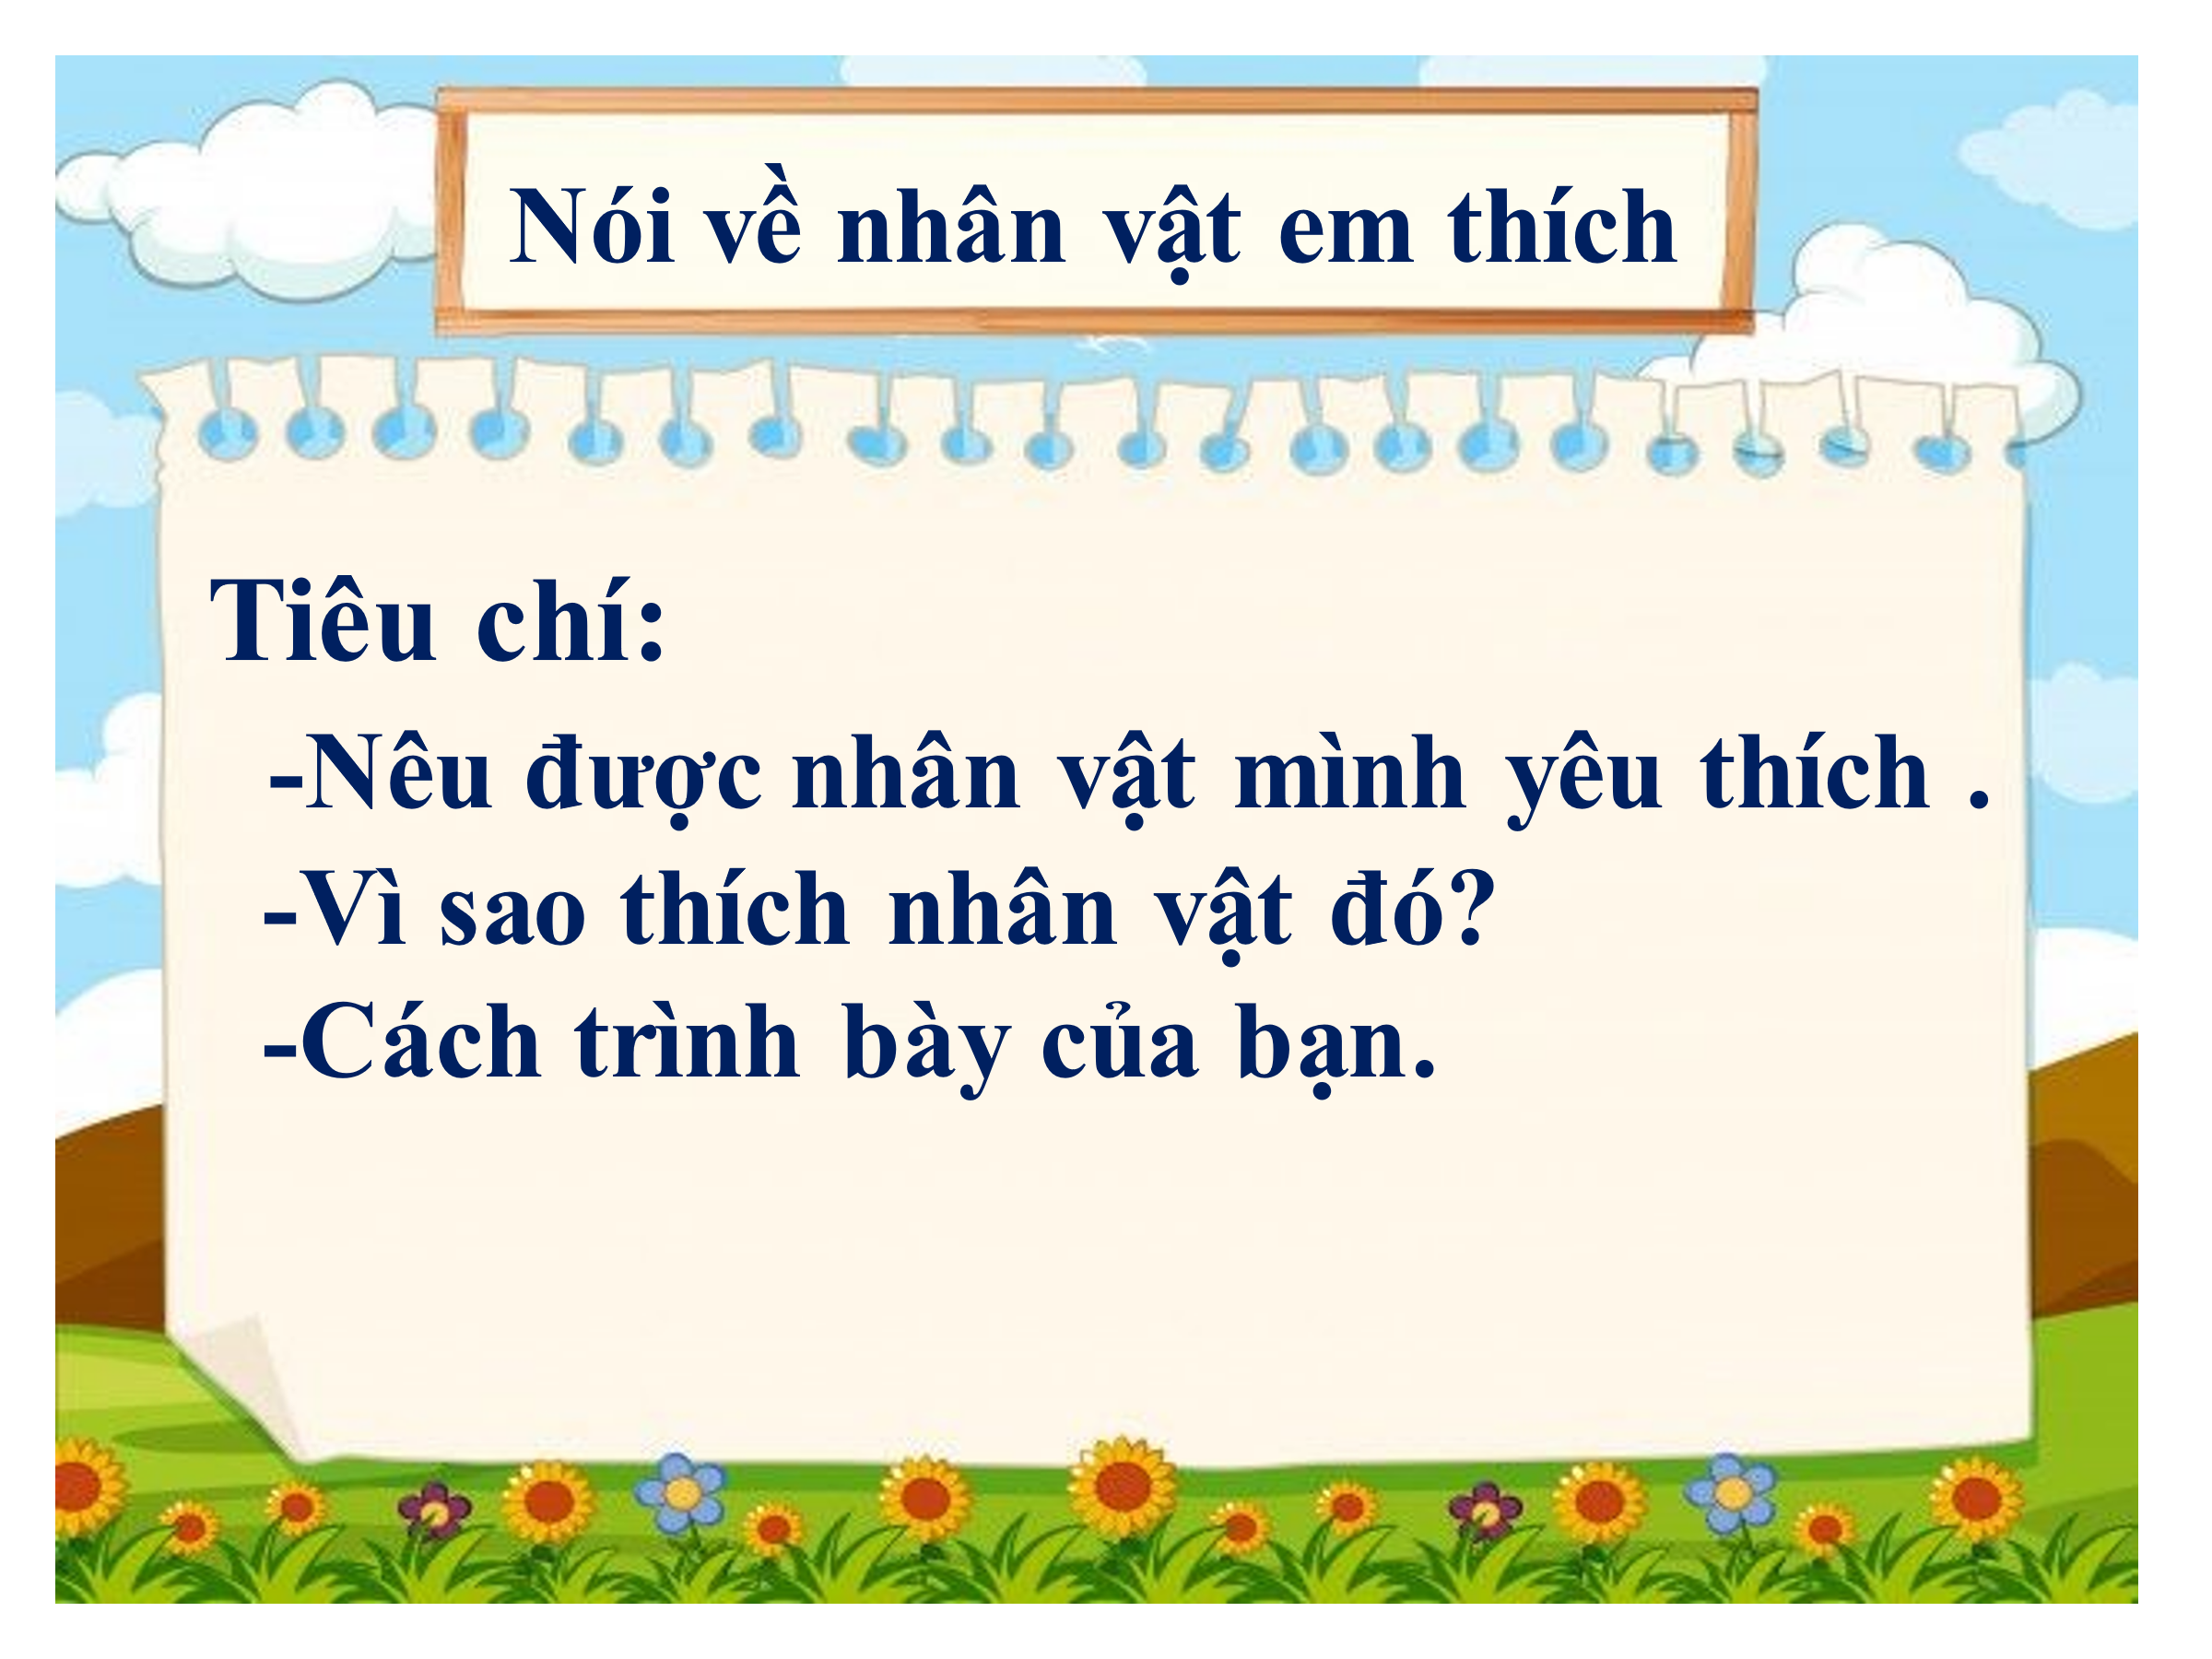 Nói về nhân vật em thích
Tiêu chí:
-Nêu được nhân vật mình yêu thích .
-Vì sao thích nhân vật đó?
-Cách trình bày của bạn.